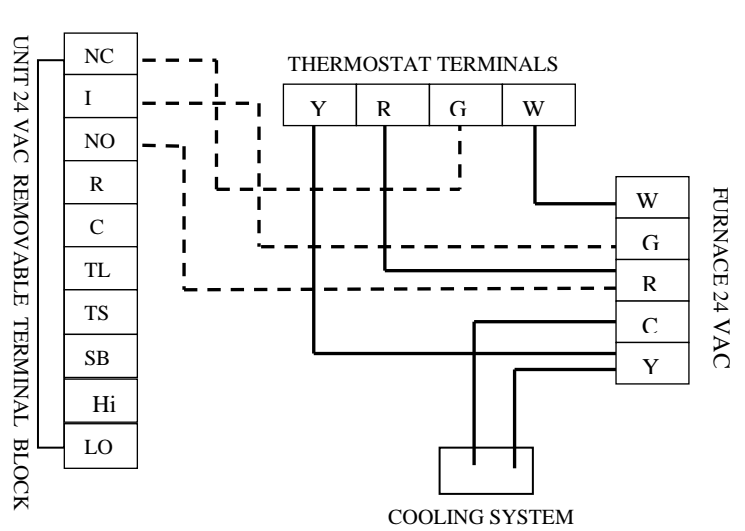 UNIT 24 VAC REMOVABLE TERMINAL BLOCK
NC
I
NO
R
C
TL
TS
SB
Hi
LO
THERMOSTAT TERMINALS
Y R G W
W
G
R
C
Y
FURNACE 24 VAC
COOLING SYSTEM